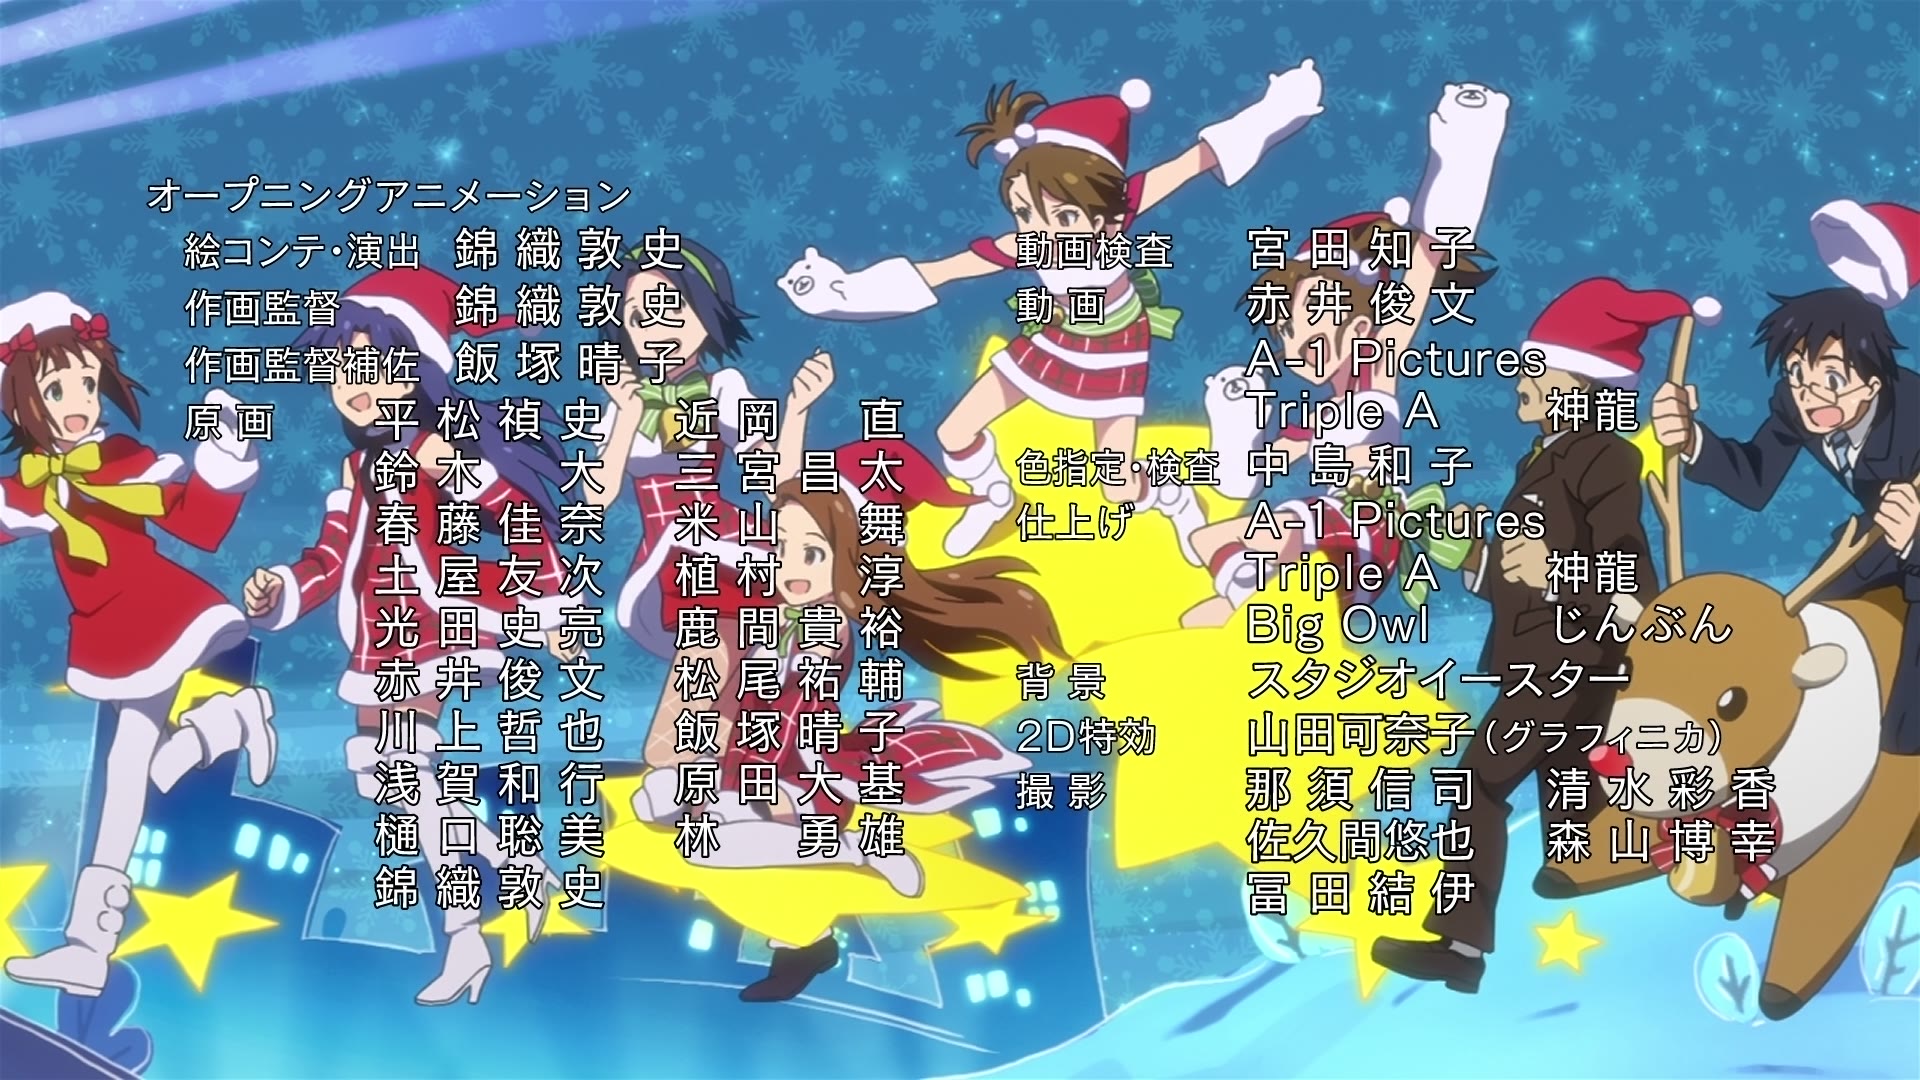 オープニングアニメーション
絵コンテ・演出 錦織敦史
作画監督 錦織敦史
作画監督補佐 飯塚晴子
原画 平松禎史 近岡直
鈴木大 三宮昌太
春藤佳奈 米山舞
土屋友次 植村淳
光田史亮 鹿間貴裕
赤井俊文 松尾祐輔
川上哲也 飯塚晴子
浅賀和行 原田大基
樋口聡美 林勇雄
錦織敦史
動画検査 宮田知子
動画 赤井俊文
A-1 Pictures
Triple A 神龍
色指定・検査 中島和子
仕上げ A-1 Pictures
Triple A 神龍
Big Owl じんぶん
背景 スタジオイースター
2D特効 山田可奈子（グラフィニカ）
撮影 那須信司 清水彩香
佐久間悠也 森山博幸
冨田結伊